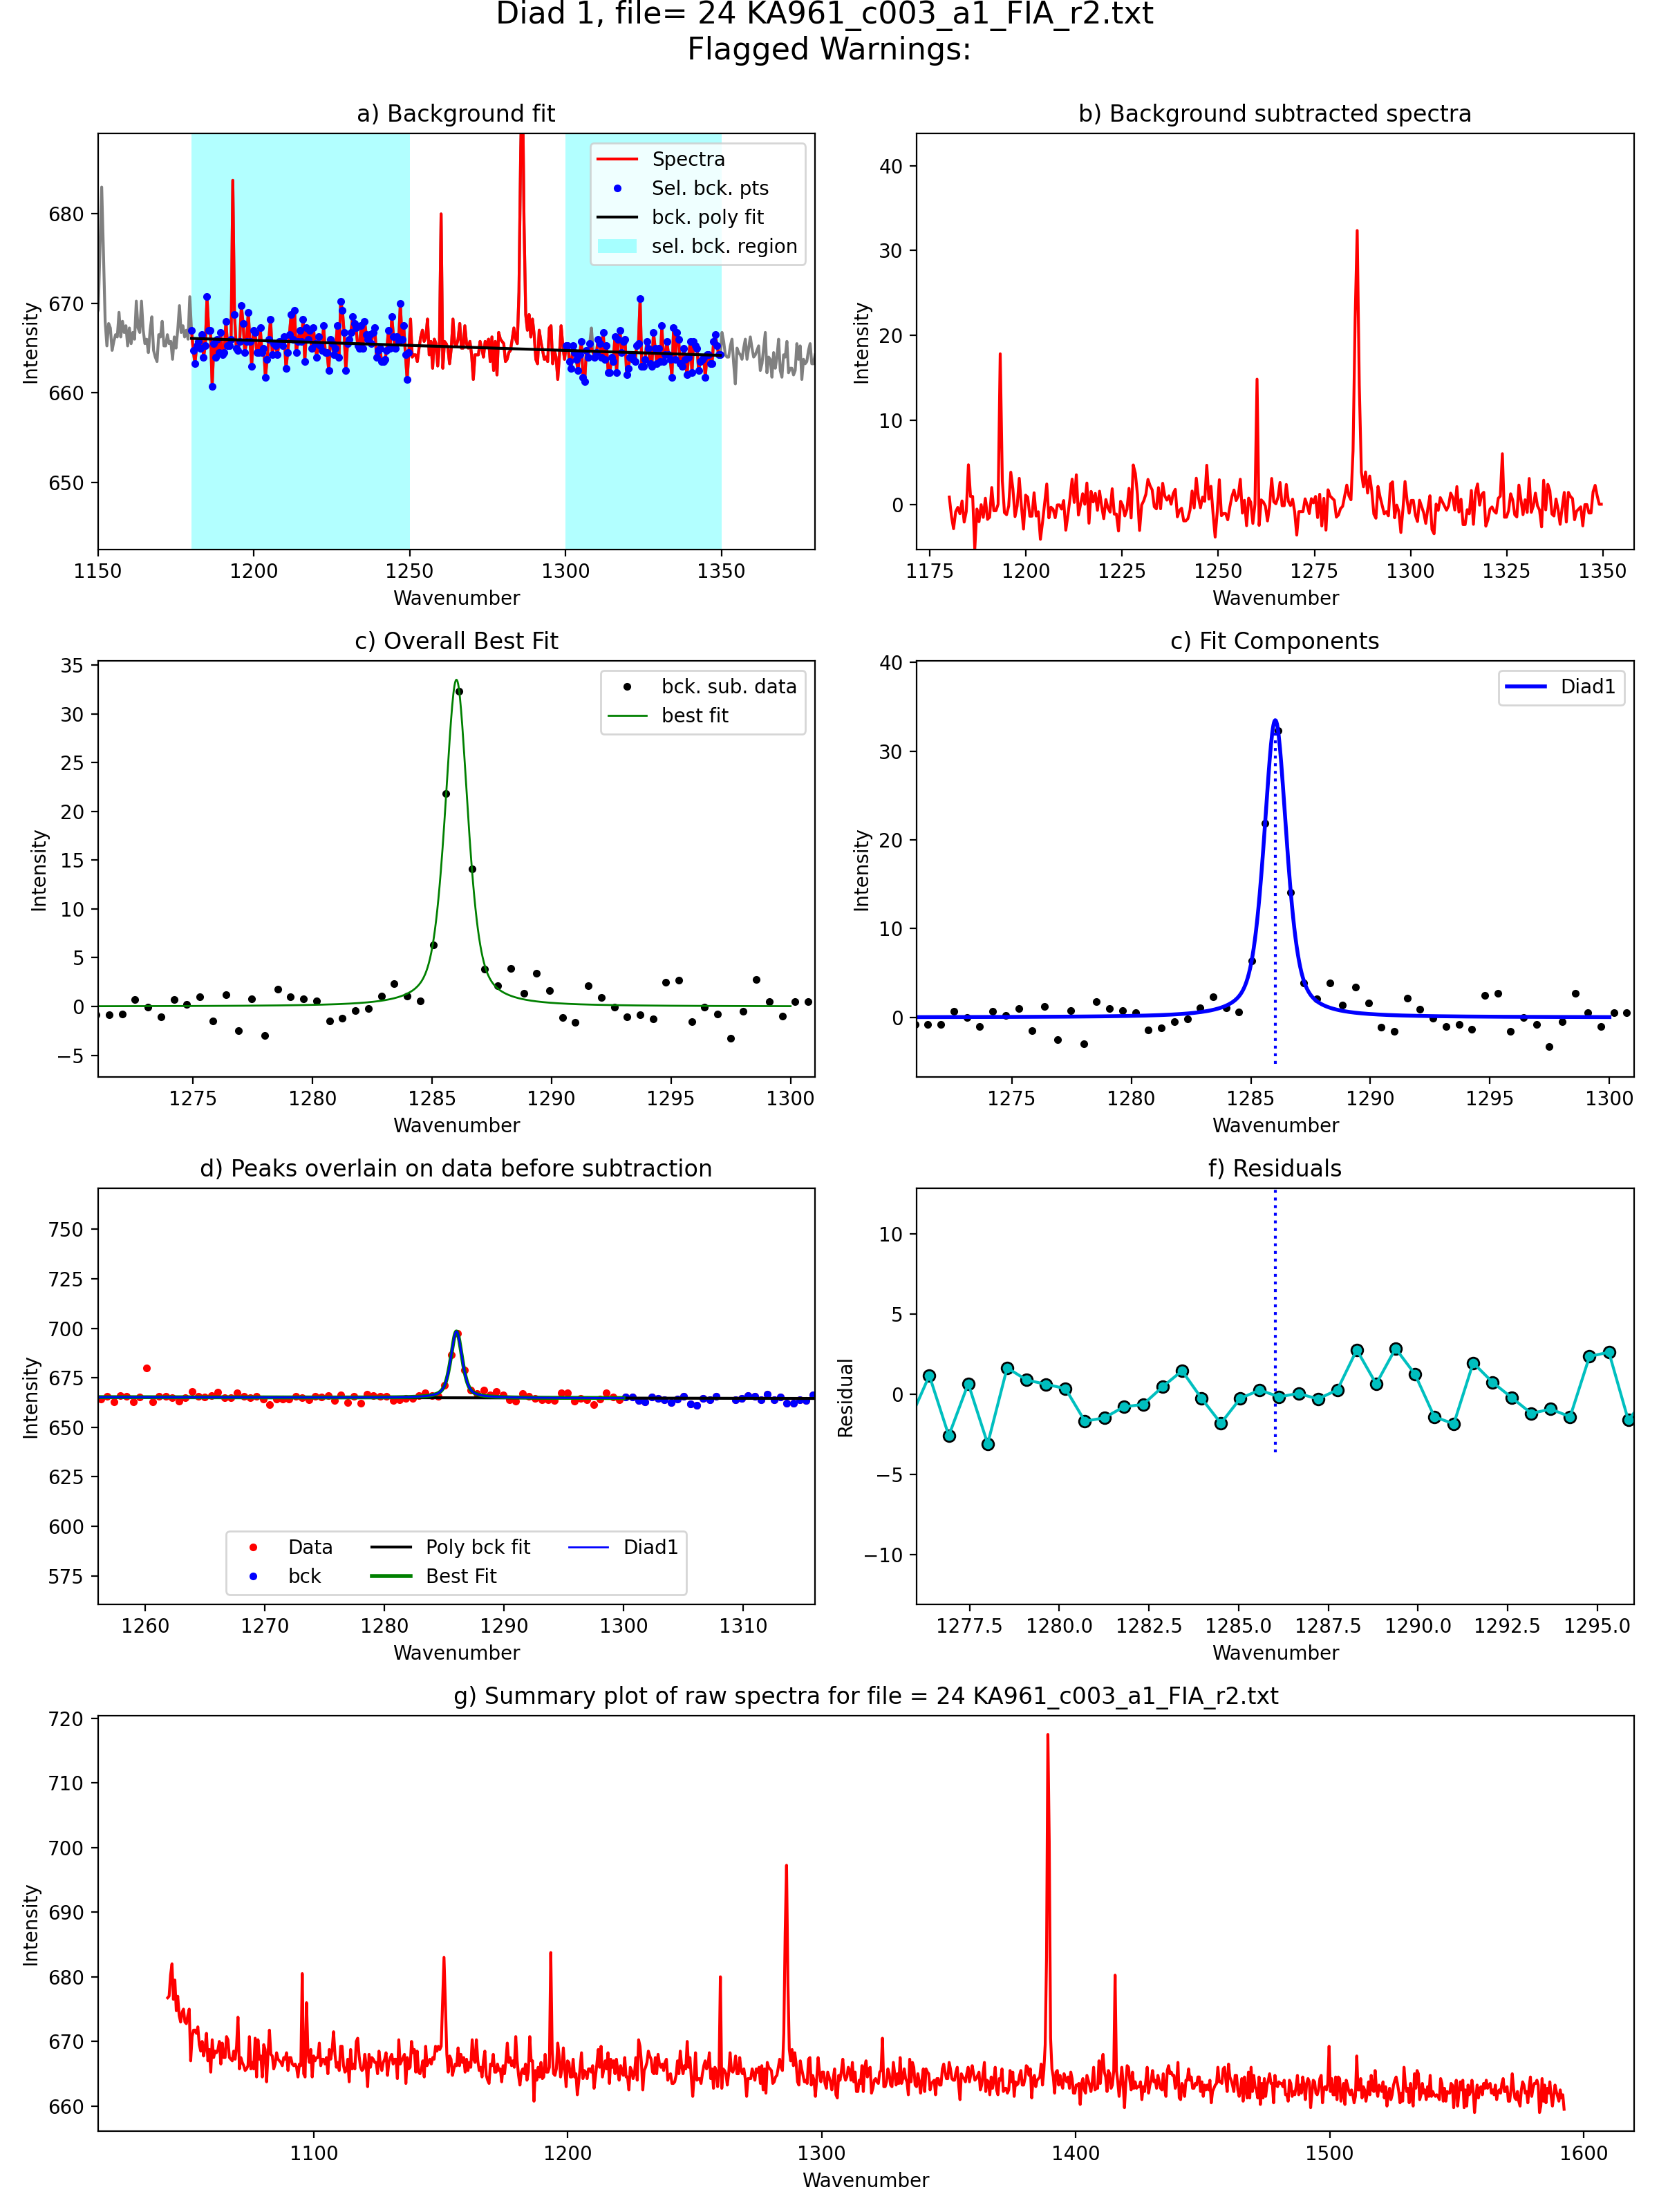 Diad 1, file= 24 KA961_c003_a1_FIA_r2.txt
Flagged Warnings:
a) Background fit
Intensity
680
670
660
650
Spectra
Sel. bck. pts
bck. poly fit
sel. bck. region
1150 1200 1250 1300 1350
Wavenumber
b) Background subtracted spectra
Intensity
40
30
20
10
0
1175 1200 1225 1250 1275 1300 1325 1350
Wavenumber
c) Overall Best Fit
Intensity
35
30
25
20
15
10
5
0
−5
bck. sub. data
best fit
1275 1280 1285 1290 1295 1300
Wavenumber
c) Fit Components
Intensity
40
30
20
10
0
Diad1
1275 1280 1285 1290 1295 1300
Wavenumber
d) Peaks overlain on data before subtraction
Intensity
750
725
700
675
650
625
600
575
Data Poly bck fit Diad1
bck Best Fit
1260 1270 1280 1290 1300 1310
Wavenumber
f) Residuals
Residual
10
5
0
−5
−10
1277.5 1280.0 1282.5 1285.0 1287.5 1290.0 1292.5 1295.0
Wavenumber
g) Summary plot of raw spectra for file = 24 KA961_c003_a1_FIA_r2.txt
Intensity
720
710
700
690
680
670
660
1100 1200 1300 1400 1500 1600
Wavenumber